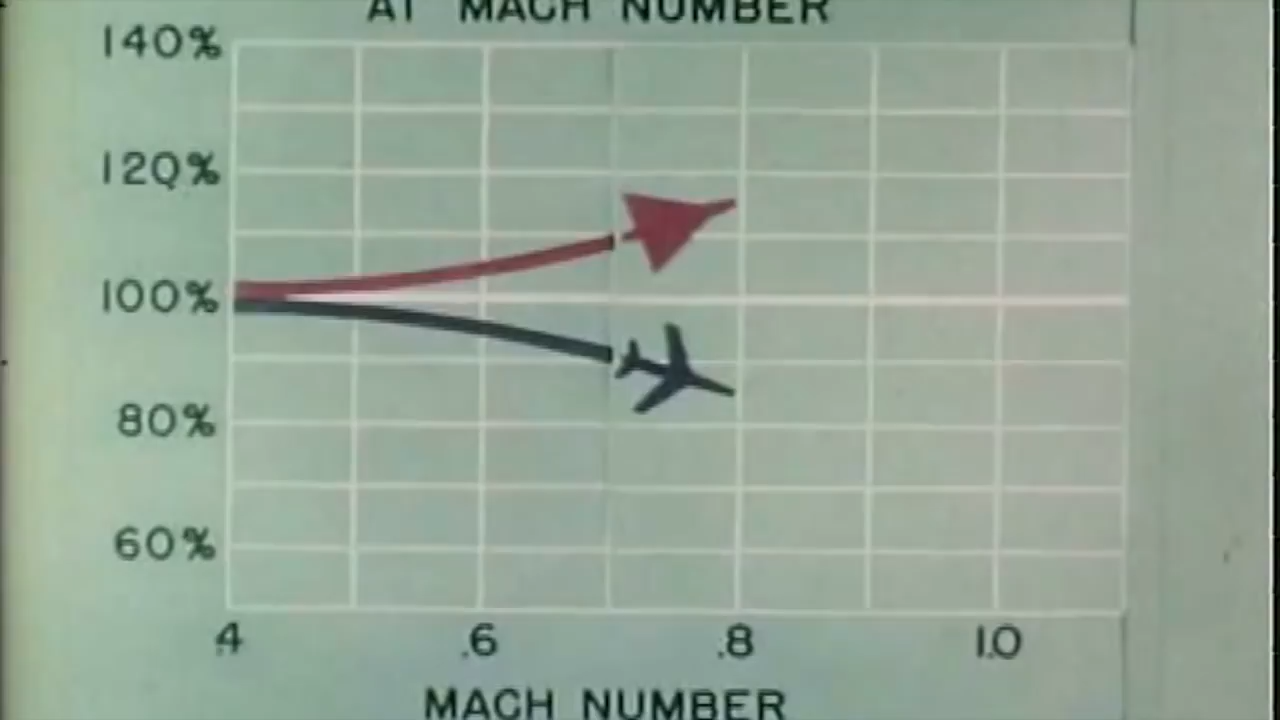 AT MACH NUMBER
140%
120%
100%
80%
60%
.4 .6 .8 1.0
MACH NUMBER